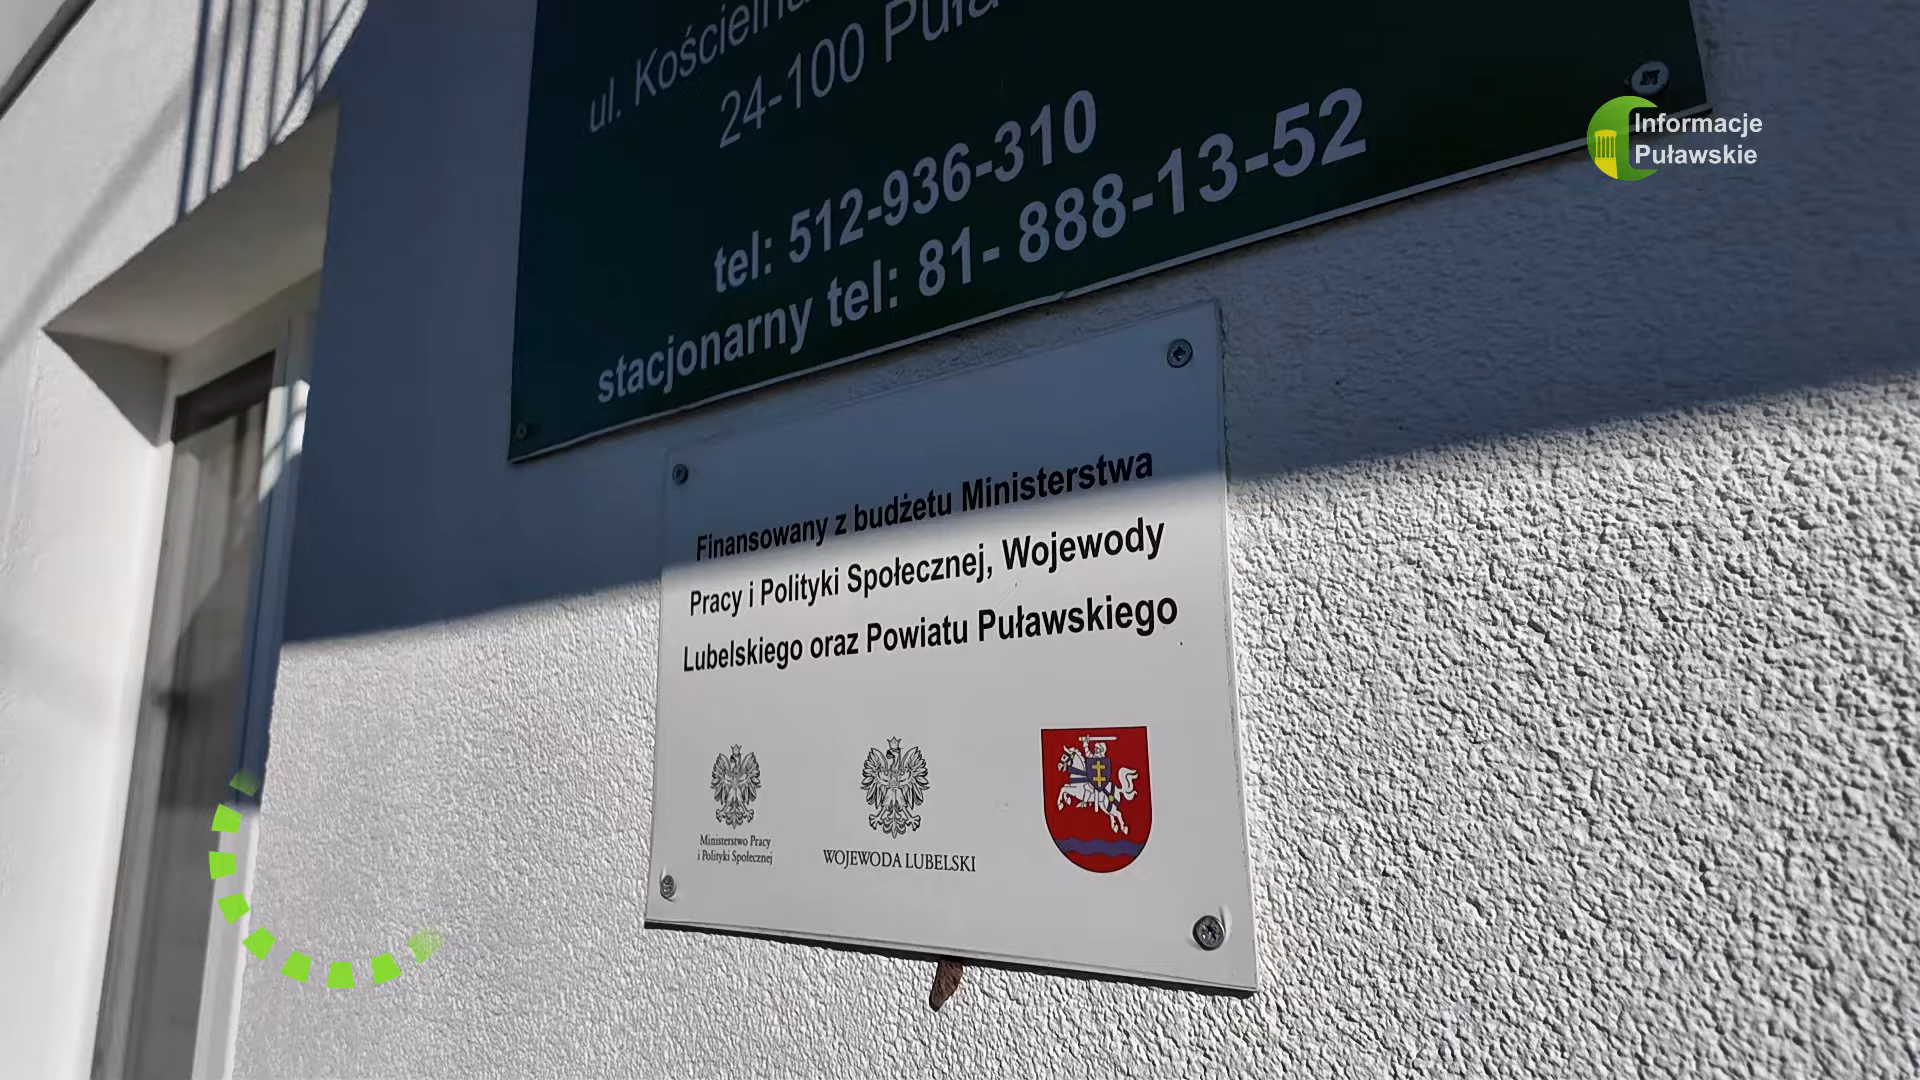 ul. Kościelna
24-100 Puła
tel: 512-936-310
stacjonarny tel: 81- 888-13-52
Informacje
Puławskie
Finansowany z budżetu Ministerstwa
Pracy i Polityki Społecznej, Wojewody
Lubelskiego oraz Powiatu Puławskiego
Ministerstwo Pracy
i Polityki Społecznej
WOJEWODA LUBELSKI